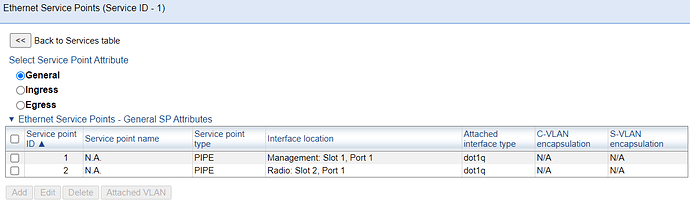 Ethernet Service Points (Service ID - 1)
<< Back to Services table
Select Service Point Attribute
General
Ingress
Egress
▼ Ethernet Service Points - General SP Attributes
Service point ID ▲ Service point name Service point type Interface location Attached interface type C-VLAN encapsulation S-VLAN encapsulation
1 N.A. PIPE Management: Slot 1, Port 1 dot1q N/A N/A
2 N.A. PIPE Radio: Slot 2, Port 1 dot1q N/A N/A
Add Edit Delete Attached VLAN